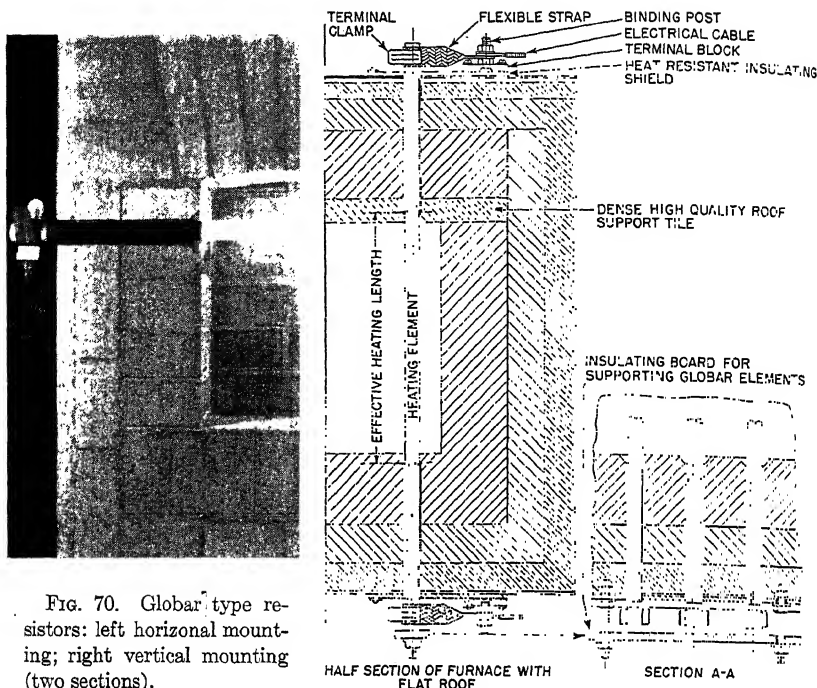 TERMINAL
CLAMP
FLEXIBLE STRAP
BINDING POST
ELECTRICAL CABLE
TERMINAL BLOCK
HEAT RESISTANT INSULATING
SHIELD
DENSE HIGH QUALITY ROOF
SUPPORT TILE
EFFECTIVE HEATING LENGTH
HEATING ELEMENT
INSULATING BOARD FOR
SUPPORTING GLOBAR ELEMENTS
FIG. 70. Globar type re-
sistors: left horizonal mount-
ing; right vertical mounting
(two sections).
HALF SECTION OF FURNACE WITH
FLAT ROOF
SECTION A-A